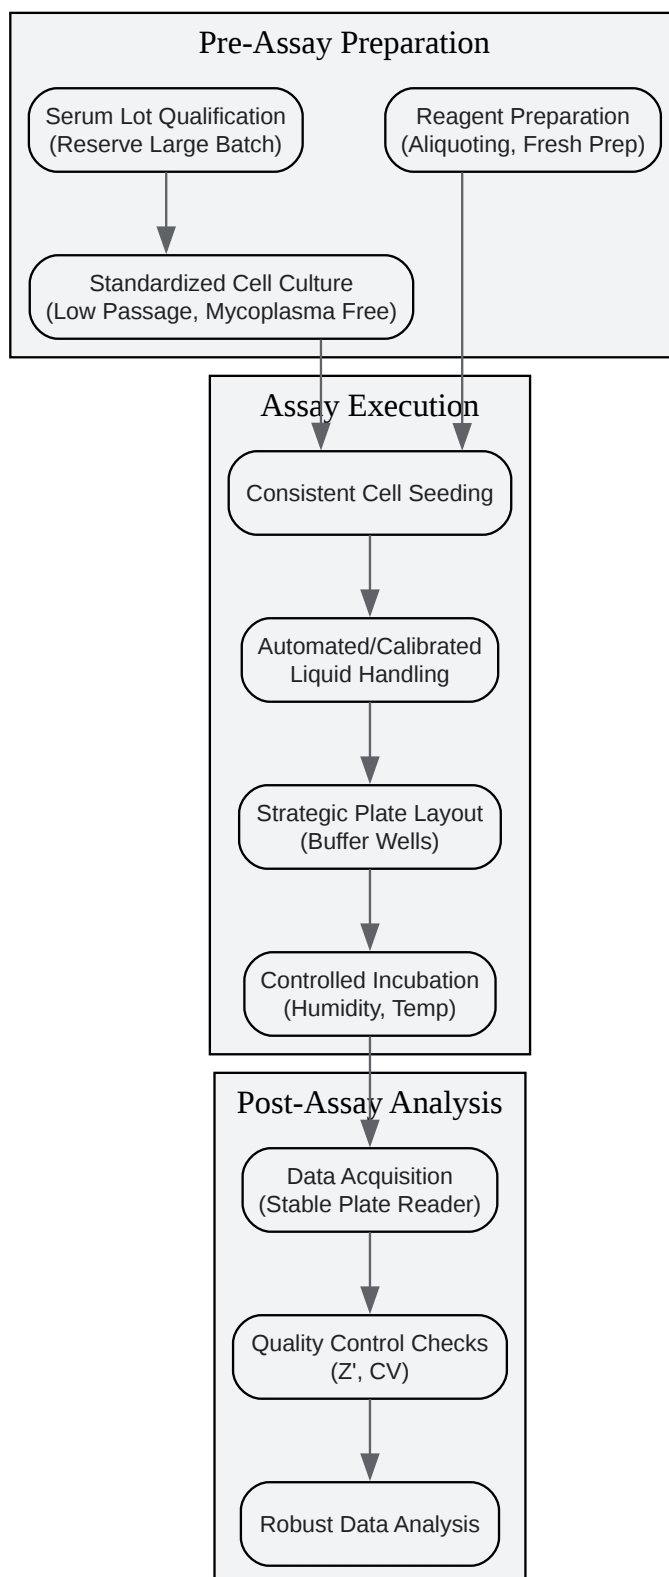 Pre-Assay Preparation
Serum Lot Qualification
(Reserve Large Batch)
Reagent Preparation
(Aliquoting, Fresh Prep)
Standardized Cell Culture
(Low Passage, Mycoplasma Free)
Assay Execution
Consistent Cell Seeding
Automated/Calibrated
Liquid Handling
Strategic Plate Layout
(Buffer Wells)
Controlled Incubation
(Humidity, Temp)
Post-Assay Analysis
Data Acquisition
(Stable Plate Reader)
Quality Control Checks
(Z', CV)
Robust Data Analysis